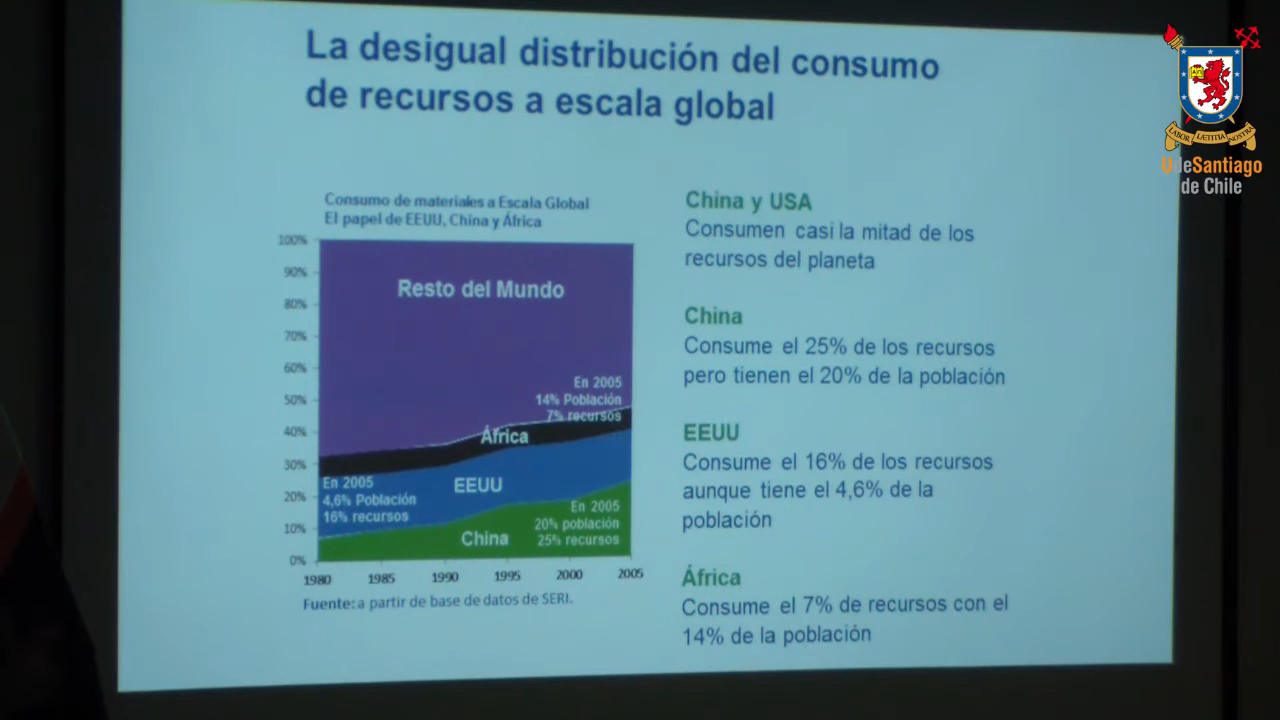 La desigual distribución del consumo
de recursos a escala global
Consumo de materiales a Escala Global
El papel de EEUU, China y África
100%
90%
80%
70%
60%
50%
40%
30%
20%
10%
0%
Resto del Mundo
En 2005
14% Población
7% recursos
África
En 2005
4,6% Población
16% recursos
EEUU
En 2005
20% población
25% recursos
China
1980 1985 1990 1995 2000 2005
Fuente: a partir de base de datos de SERI.
China y USA
Consumen casi la mitad de los
recursos del planeta
China
Consume el 25% de los recursos
pero tienen el 20% de la población
EEUU
Consume el 16% de los recursos
aunque tiene el 4,6% de la
población
África
Consume el 7% de recursos con el
14% de la población
LABOR LÆTITIA NOSTRA
UdeSantiago
de Chile